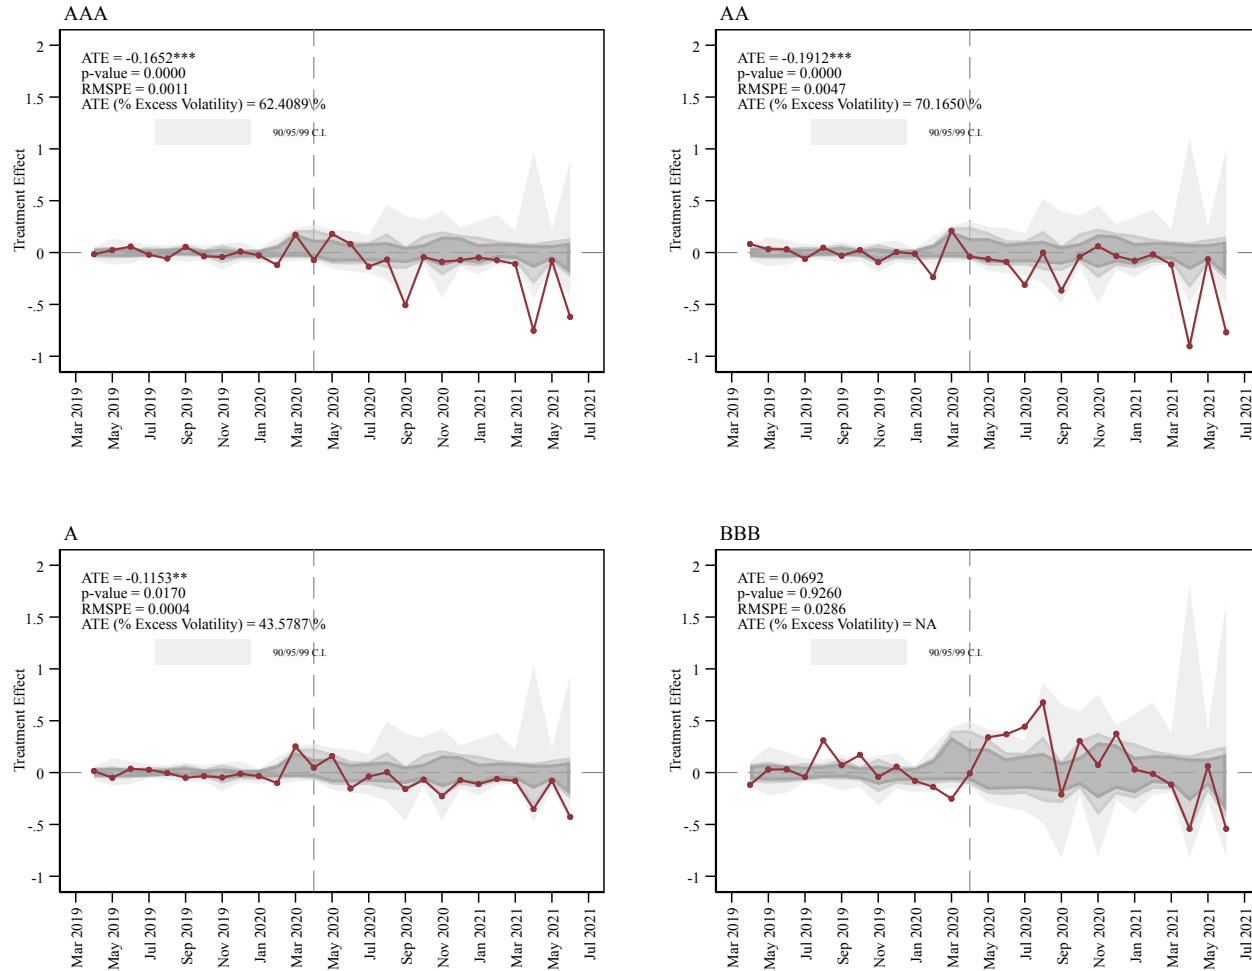 AAA
ATE = -0.1652***
p-value = 0.0000
RMSPE = 0.0011
ATE (% Excess Volatility) = 62.4089\%
90/95/99 C.I.
Treatment Effect
2
1.5
1
.5
0
-.5
-1
Mar 2019
May 2019
Jul 2019
Sep 2019
Nov 2019
Jan 2020
Mar 2020
May 2020
Jul 2020
Sep 2020
Nov 2020
Jan 2021
Mar 2021
May 2021
Jul 2021
AA
ATE = -0.1912***
p-value = 0.0000
RMSPE = 0.0047
ATE (% Excess Volatility) = 70.1650\%
90/95/99 C.I.
Treatment Effect
2
1.5
1
.5
0
-.5
-1
Mar 2019
May 2019
Jul 2019
Sep 2019
Nov 2019
Jan 2020
Mar 2020
May 2020
Jul 2020
Sep 2020
Nov 2020
Jan 2021
Mar 2021
May 2021
Jul 2021
A
ATE = -0.1153**
p-value = 0.0170
RMSPE = 0.0004
ATE (% Excess Volatility) = 43.5787\%
90/95/99 C.I.
Treatment Effect
2
1.5
1
.5
0
-.5
-1
Mar 2019
May 2019
Jul 2019
Sep 2019
Nov 2019
Jan 2020
Mar 2020
May 2020
Jul 2020
Sep 2020
Nov 2020
Jan 2021
Mar 2021
May 2021
Jul 2021
BBB
ATE = 0.0692
p-value = 0.9260
RMSPE = 0.0286
ATE (% Excess Volatility) = NA
90/95/99 C.I.
Treatment Effect
2
1.5
1
.5
0
-.5
-1
Mar 2019
May 2019
Jul 2019
Sep 2019
Nov 2019
Jan 2020
Mar 2020
May 2020
Jul 2020
Sep 2020
Nov 2020
Jan 2021
Mar 2021
May 2021
Jul 2021